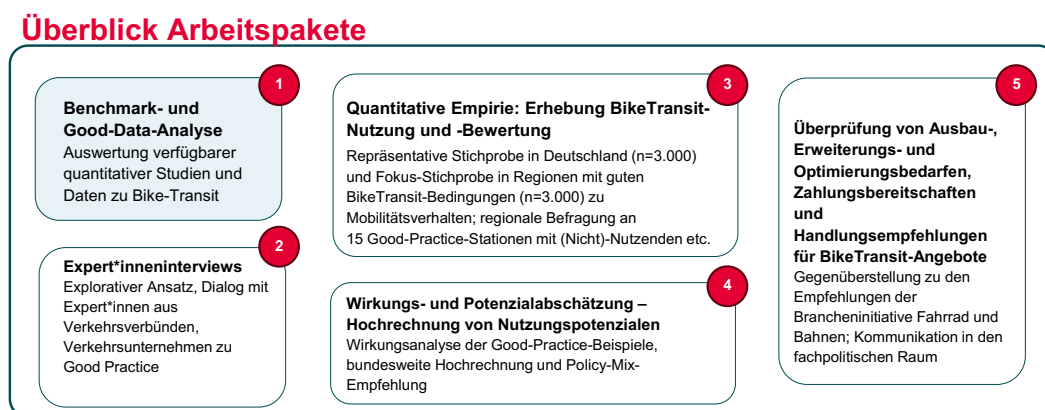 Überblick Arbeitspakete
1
Benchmark- und
Good-Data-Analyse
Auswertung verfügbarer
quantitativer Studien und
Daten zu Bike-Transit
2
Expert*inneninterviews
Explorativer Ansatz, Dialog mit
Expert*innen aus
Verkehrsverbünden,
Verkehrsunternehmen zu
Good Practice
3
Quantitative Empirie: Erhebung BikeTransit-
Nutzung und -Bewertung
Repräsentative Stichprobe in Deutschland (n=3.000)
und Fokus-Stichprobe in Regionen mit guten
BikeTransit-Bedingungen (n=3.000) zu
Mobilitätsverhalten; regionale Befragung an
15 Good-Practice-Stationen mit (Nicht)-Nutzenden etc.
4
Wirkungs- und Potenzialabschätzung –
Hochrechnung von Nutzungspotenzialen
Wirkungsanalyse der Good-Practice-Beispiele,
bundesweite Hochrechnung und Policy-Mix-
Empfehlung
5
Überprüfung von Ausbau-,
Erweiterungs- und
Optimierungsbedarfen,
Zahlungsbereitschaften
und
Handlungsempfehlungen
für BikeTransit-Angebote
Gegenüberstellung zu den
Empfehlungen der
Brancheninitiative Fahrrad und
Bahnen; Kommunikation in den
fachpolitischen Raum